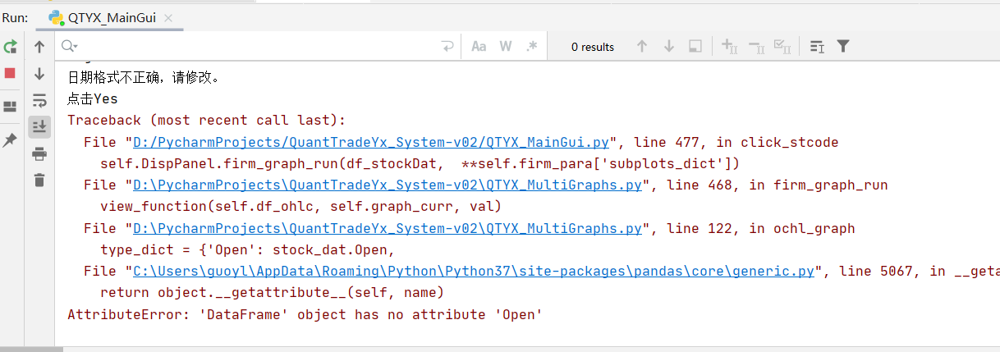 Run:
QTYX_MainGui
Aa W .*
0 results
日期格式不正确，请修改。
点击Yes
Traceback (most recent call last):
File "D:/PycharmProjects/QuantTradeYx_System-v02/QTYX_MainGui.py", line 477, in click_stcode
self.DispPanel.firm_graph_run(df_stockDat,  **self.firm_para['subplots_dict'])
File "D:\PycharmProjects\QuantTradeYx_System-v02\QTYX_MultiGraphs.py", line 468, in firm_graph_run
view_function(self.df_ohlc, self.graph_curr, val)
File "D:\PycharmProjects\QuantTradeYx_System-v02\QTYX_MultiGraphs.py", line 122, in ochl_graph
type_dict = {'Open': stock_dat.Open,
File "C:\Users\guoyl\AppData\Roaming\Python\Python37\site-packages\pandas\core\generic.py", line 5067, in __geta
return object.__getattribute__(self, name)
AttributeError: 'DataFrame' object has no attribute 'Open'